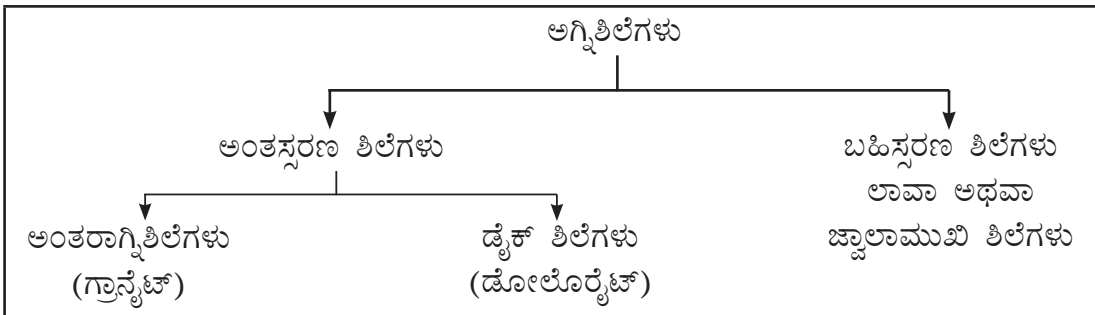 ಅಗ್ನಿಶಿಲೆಗಳು
ಅಂತಸ್ಸರಣ ಶಿಲೆಗಳು
ಬಹಿಸ್ಸರಣ ಶಿಲೆಗಳು
ಲಾವಾ ಅಥವಾ
ಜ್ವಾಲಾಮುಖಿ ಶಿಲೆಗಳು
ಅಂತರಾಗ್ನಿಶಿಲೆಗಳು
(ಗ್ರಾನೈಟ್)
ಡೈಕ್ ಶಿಲೆಗಳು
(ಡೋಲೊರೈಟ್)